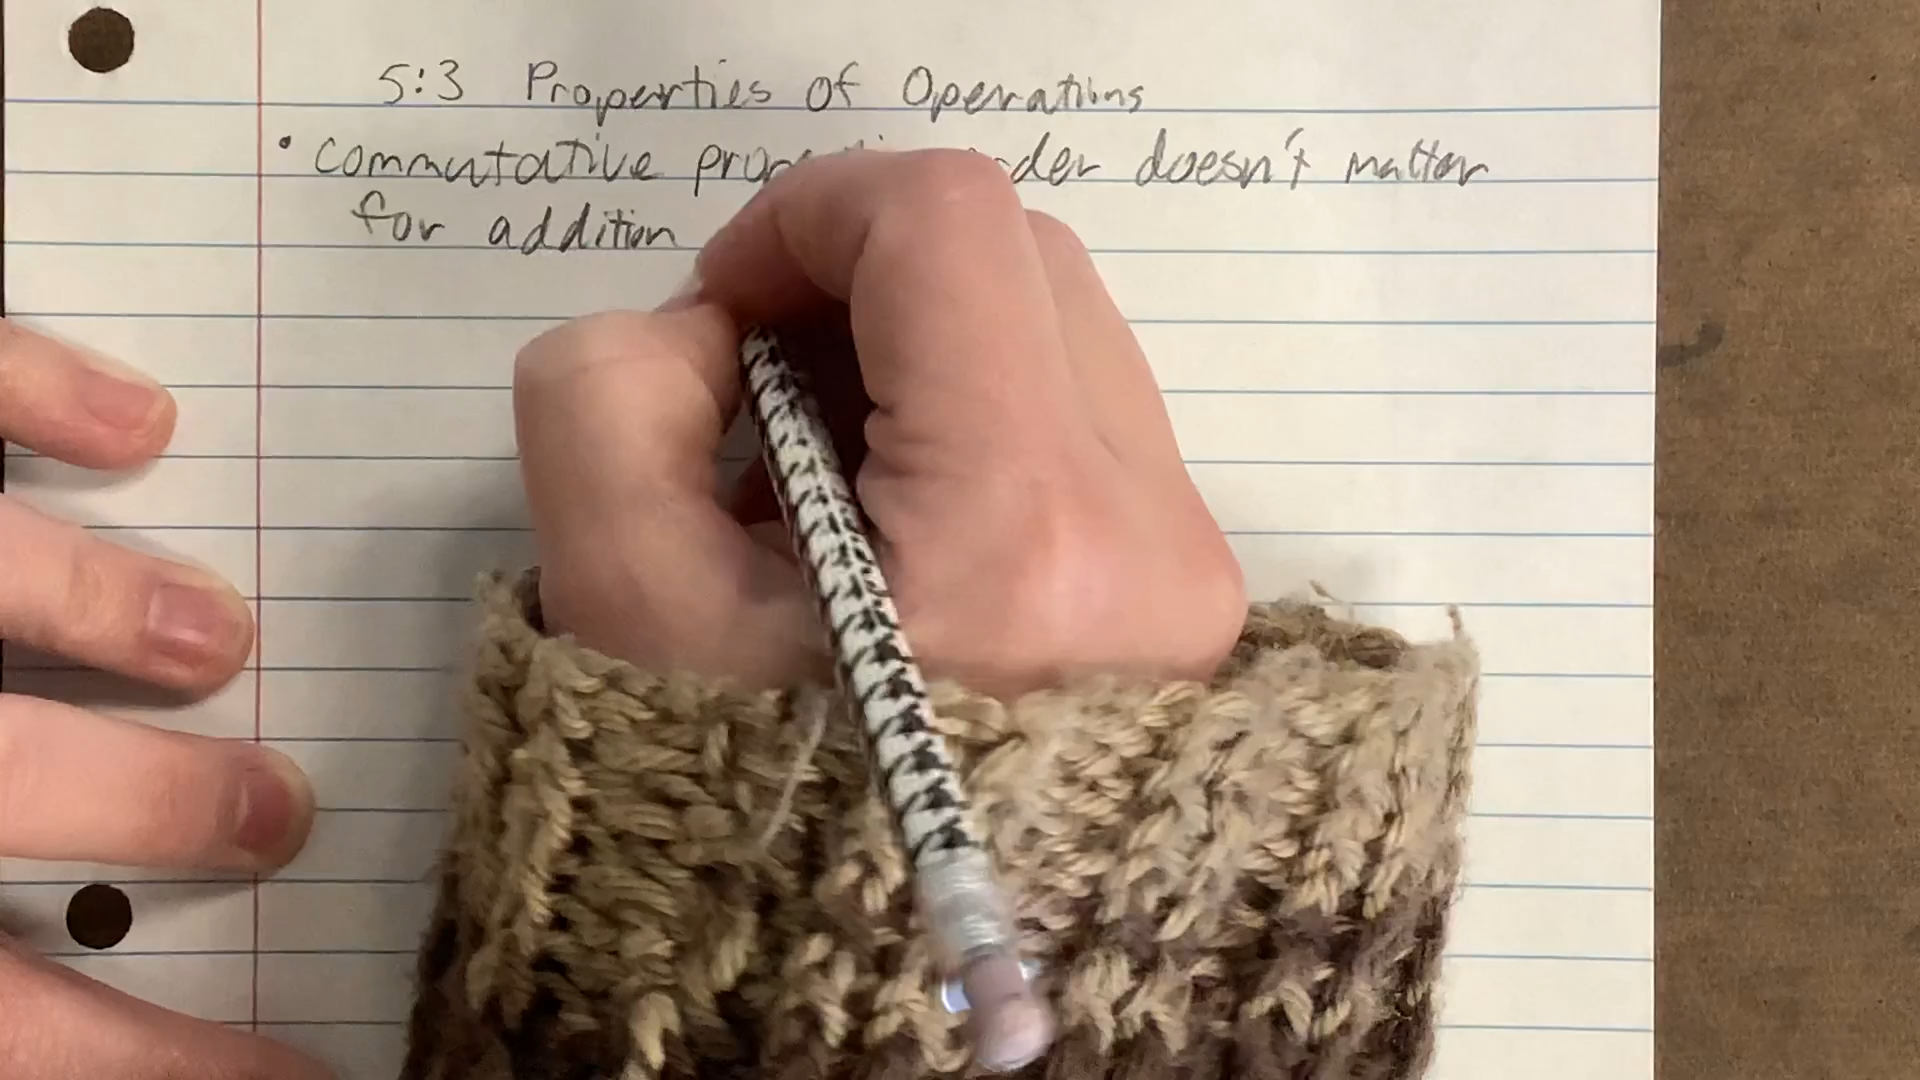 5:3 Properties of Operations
• commutative doesn't matter
for addition